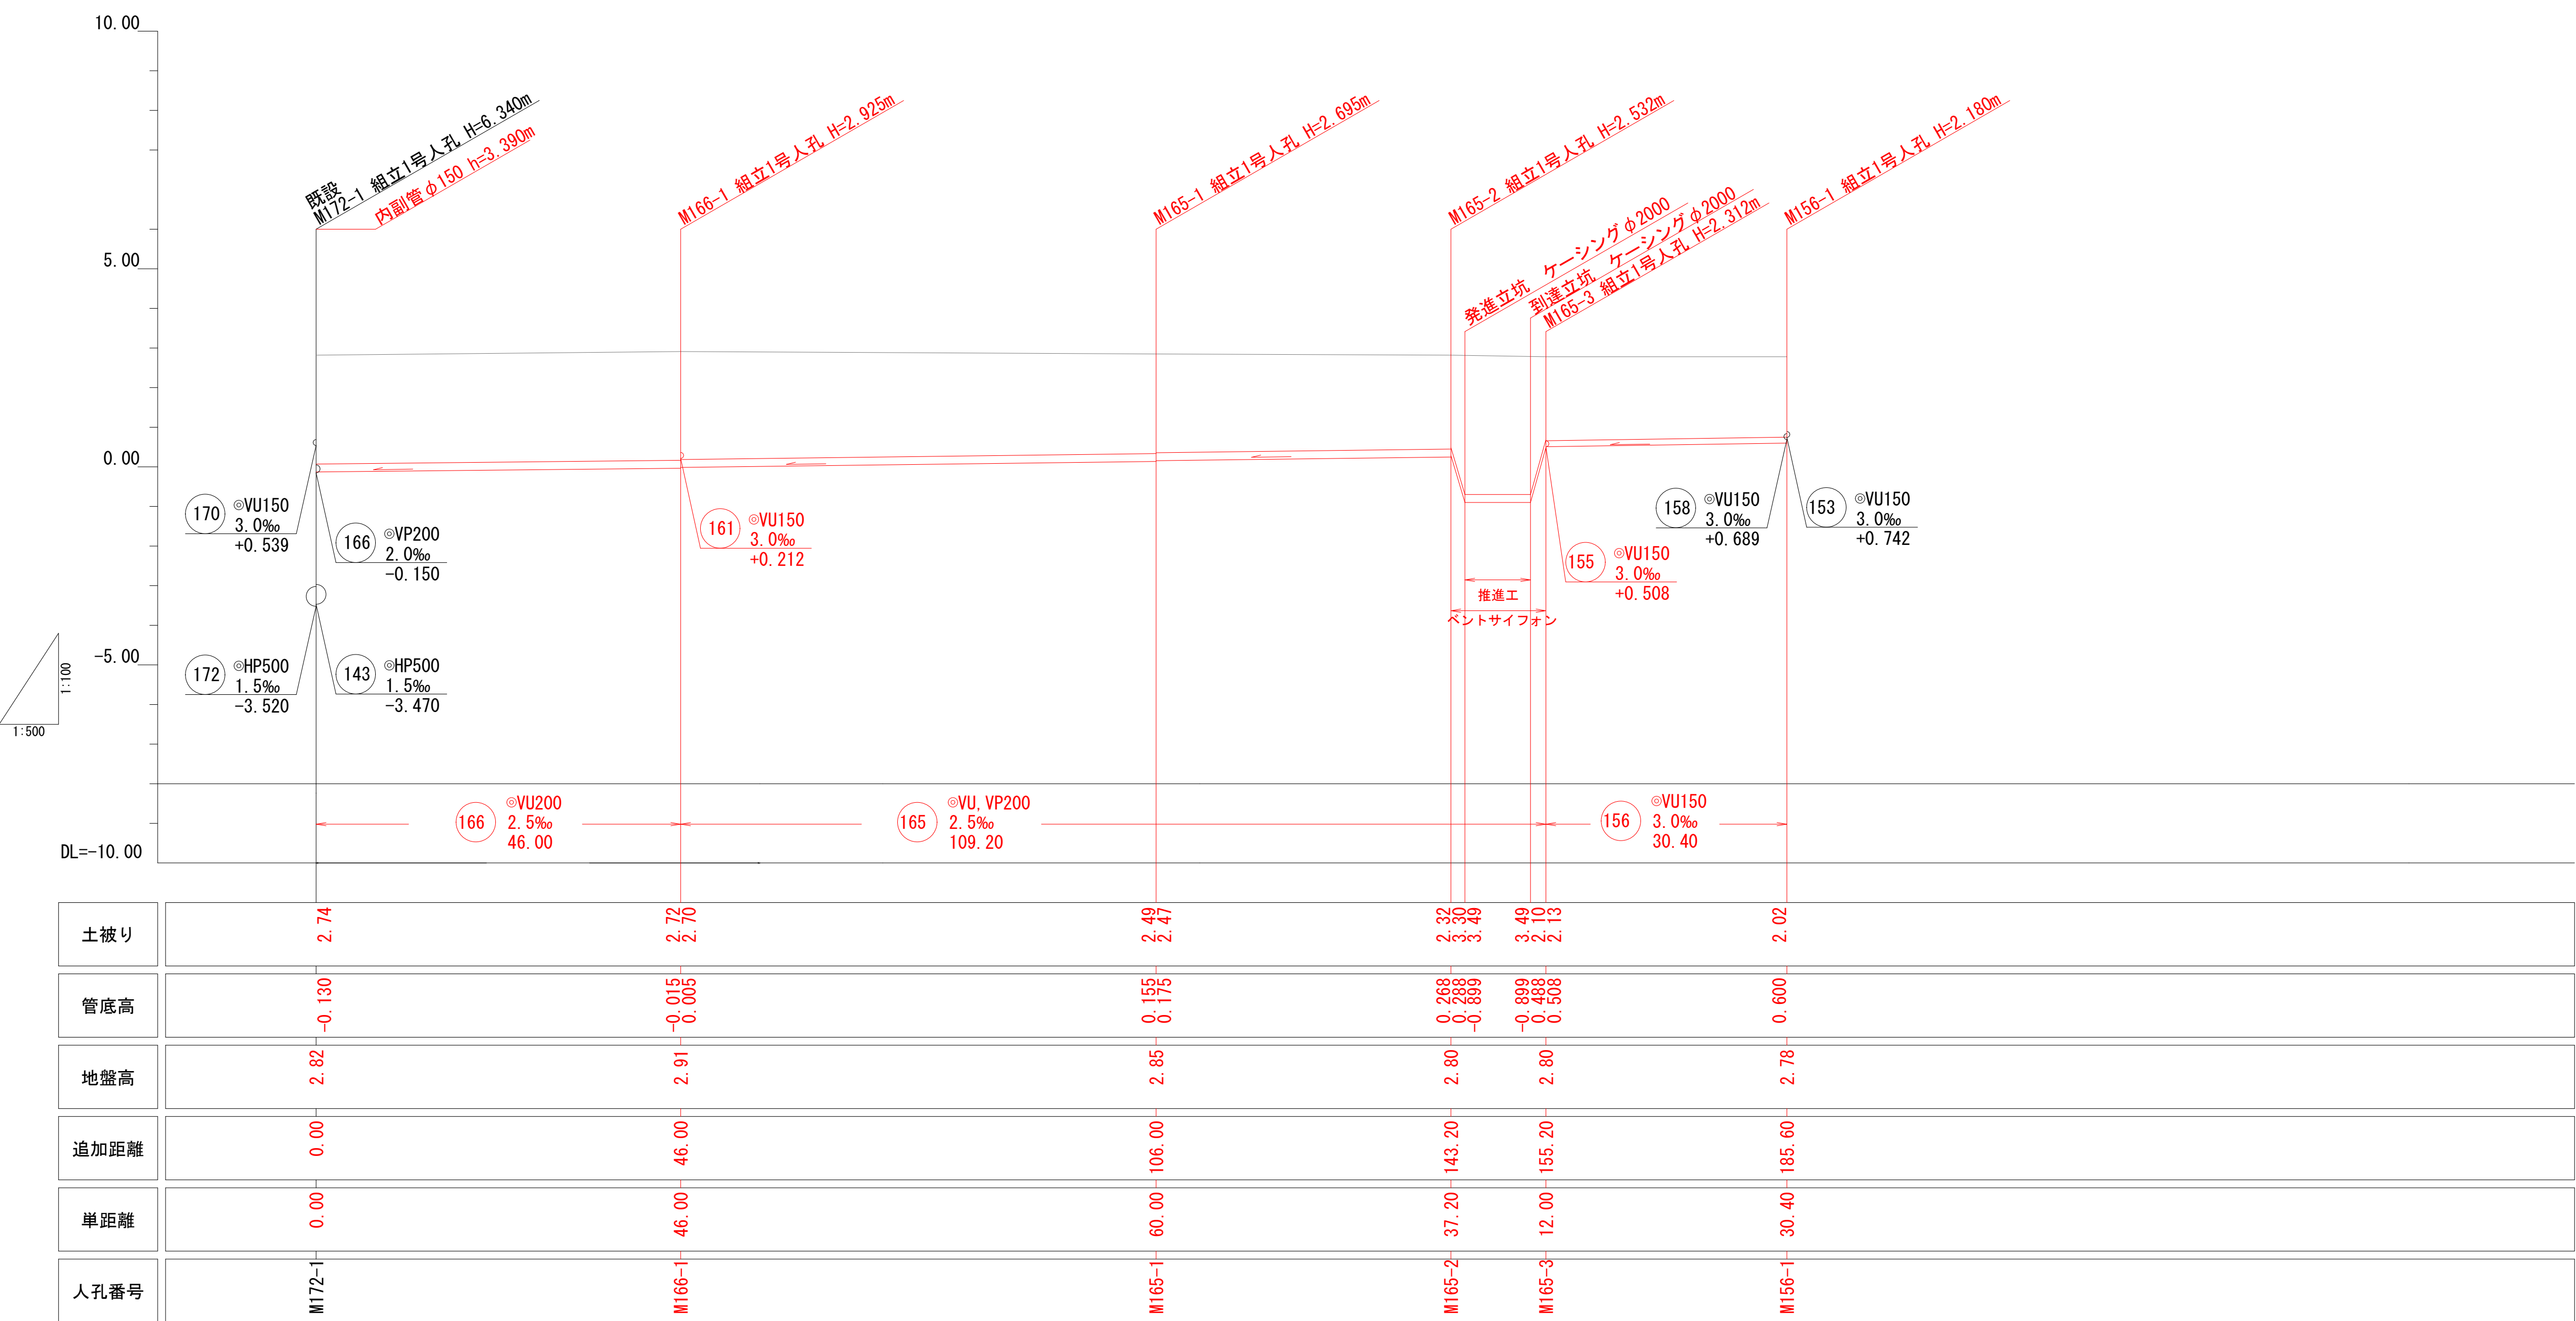 10.00
5.00
0.00
-5.00
DL=-10.00
1:100
1:500
既設
M172-1 組立1号人孔 H=6.340m
内副管φ150 h=3.390m
M166-1 組立1号人孔 H=2.925m
M165-1 組立1号人孔 H=2.695m
M165-2 組立1号人孔 H=2.532m
発進立坑 ケーシングφ2000
到達立坑 ケーシングφ2000
M165-3 組立1号人孔 H=2.312m
M156-1 組立1号人孔 H=2.180m
170 ◎VU150
3.0‰
+0.539
166 ◎VP200
2.0‰
-0.150
172 ◎HP500
1.5‰
-3.520
143 ◎HP500
1.5‰
-3.470
161 ◎VU150
3.0‰
+0.212
推進工
ベントサイフォン
155 ◎VU150
3.0‰
+0.508
158 ◎VU150
3.0‰
+0.689
153 ◎VU150
3.0‰
+0.742
166 ◎VU200
2.5‰
46.00
165 ◎VU,VP200
2.5‰
109.20
156 ◎VU150
3.0‰
30.40
土被り 2.74 2.72 2.70 2.49 2.47 2.32 3.30 3.49 3.49 2.10 2.13 2.02
管底高 -0.130 -0.015 0.005 0.155 0.175 0.268 0.288 -0.899 -0.899 0.488 0.508 0.600
地盤高 2.82 2.91 2.85 2.80 2.80 2.78
追加距離 0.00 46.00 106.00 143.20 155.20 185.60
単距離 0.00 46.00 60.00 37.20 12.00 30.40
人孔番号 M172-1 M166-1 M165-1 M165-2 M165-3 M156-1